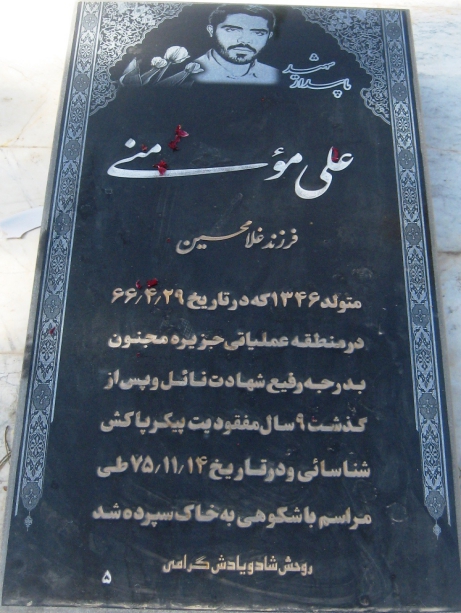 شهید
پاسدار
علی مؤمنی
فرزند غلامحسین
متولد ۱۳۴۶ که در تاریخ ۶۶/۴/۲۹
در منطقه عملیاتی جزیره مجنون
بدرجه رفیع شهادت نائل و پس از
گذشت ۹ سال مفقودیت پیکر پاکش
شناسائی و در تاریخ ۷۵/۱۱/۱۴ طی
مراسم باشکوهی به خاک سپرده شد
روحش شاد و یادش گرامی
۵